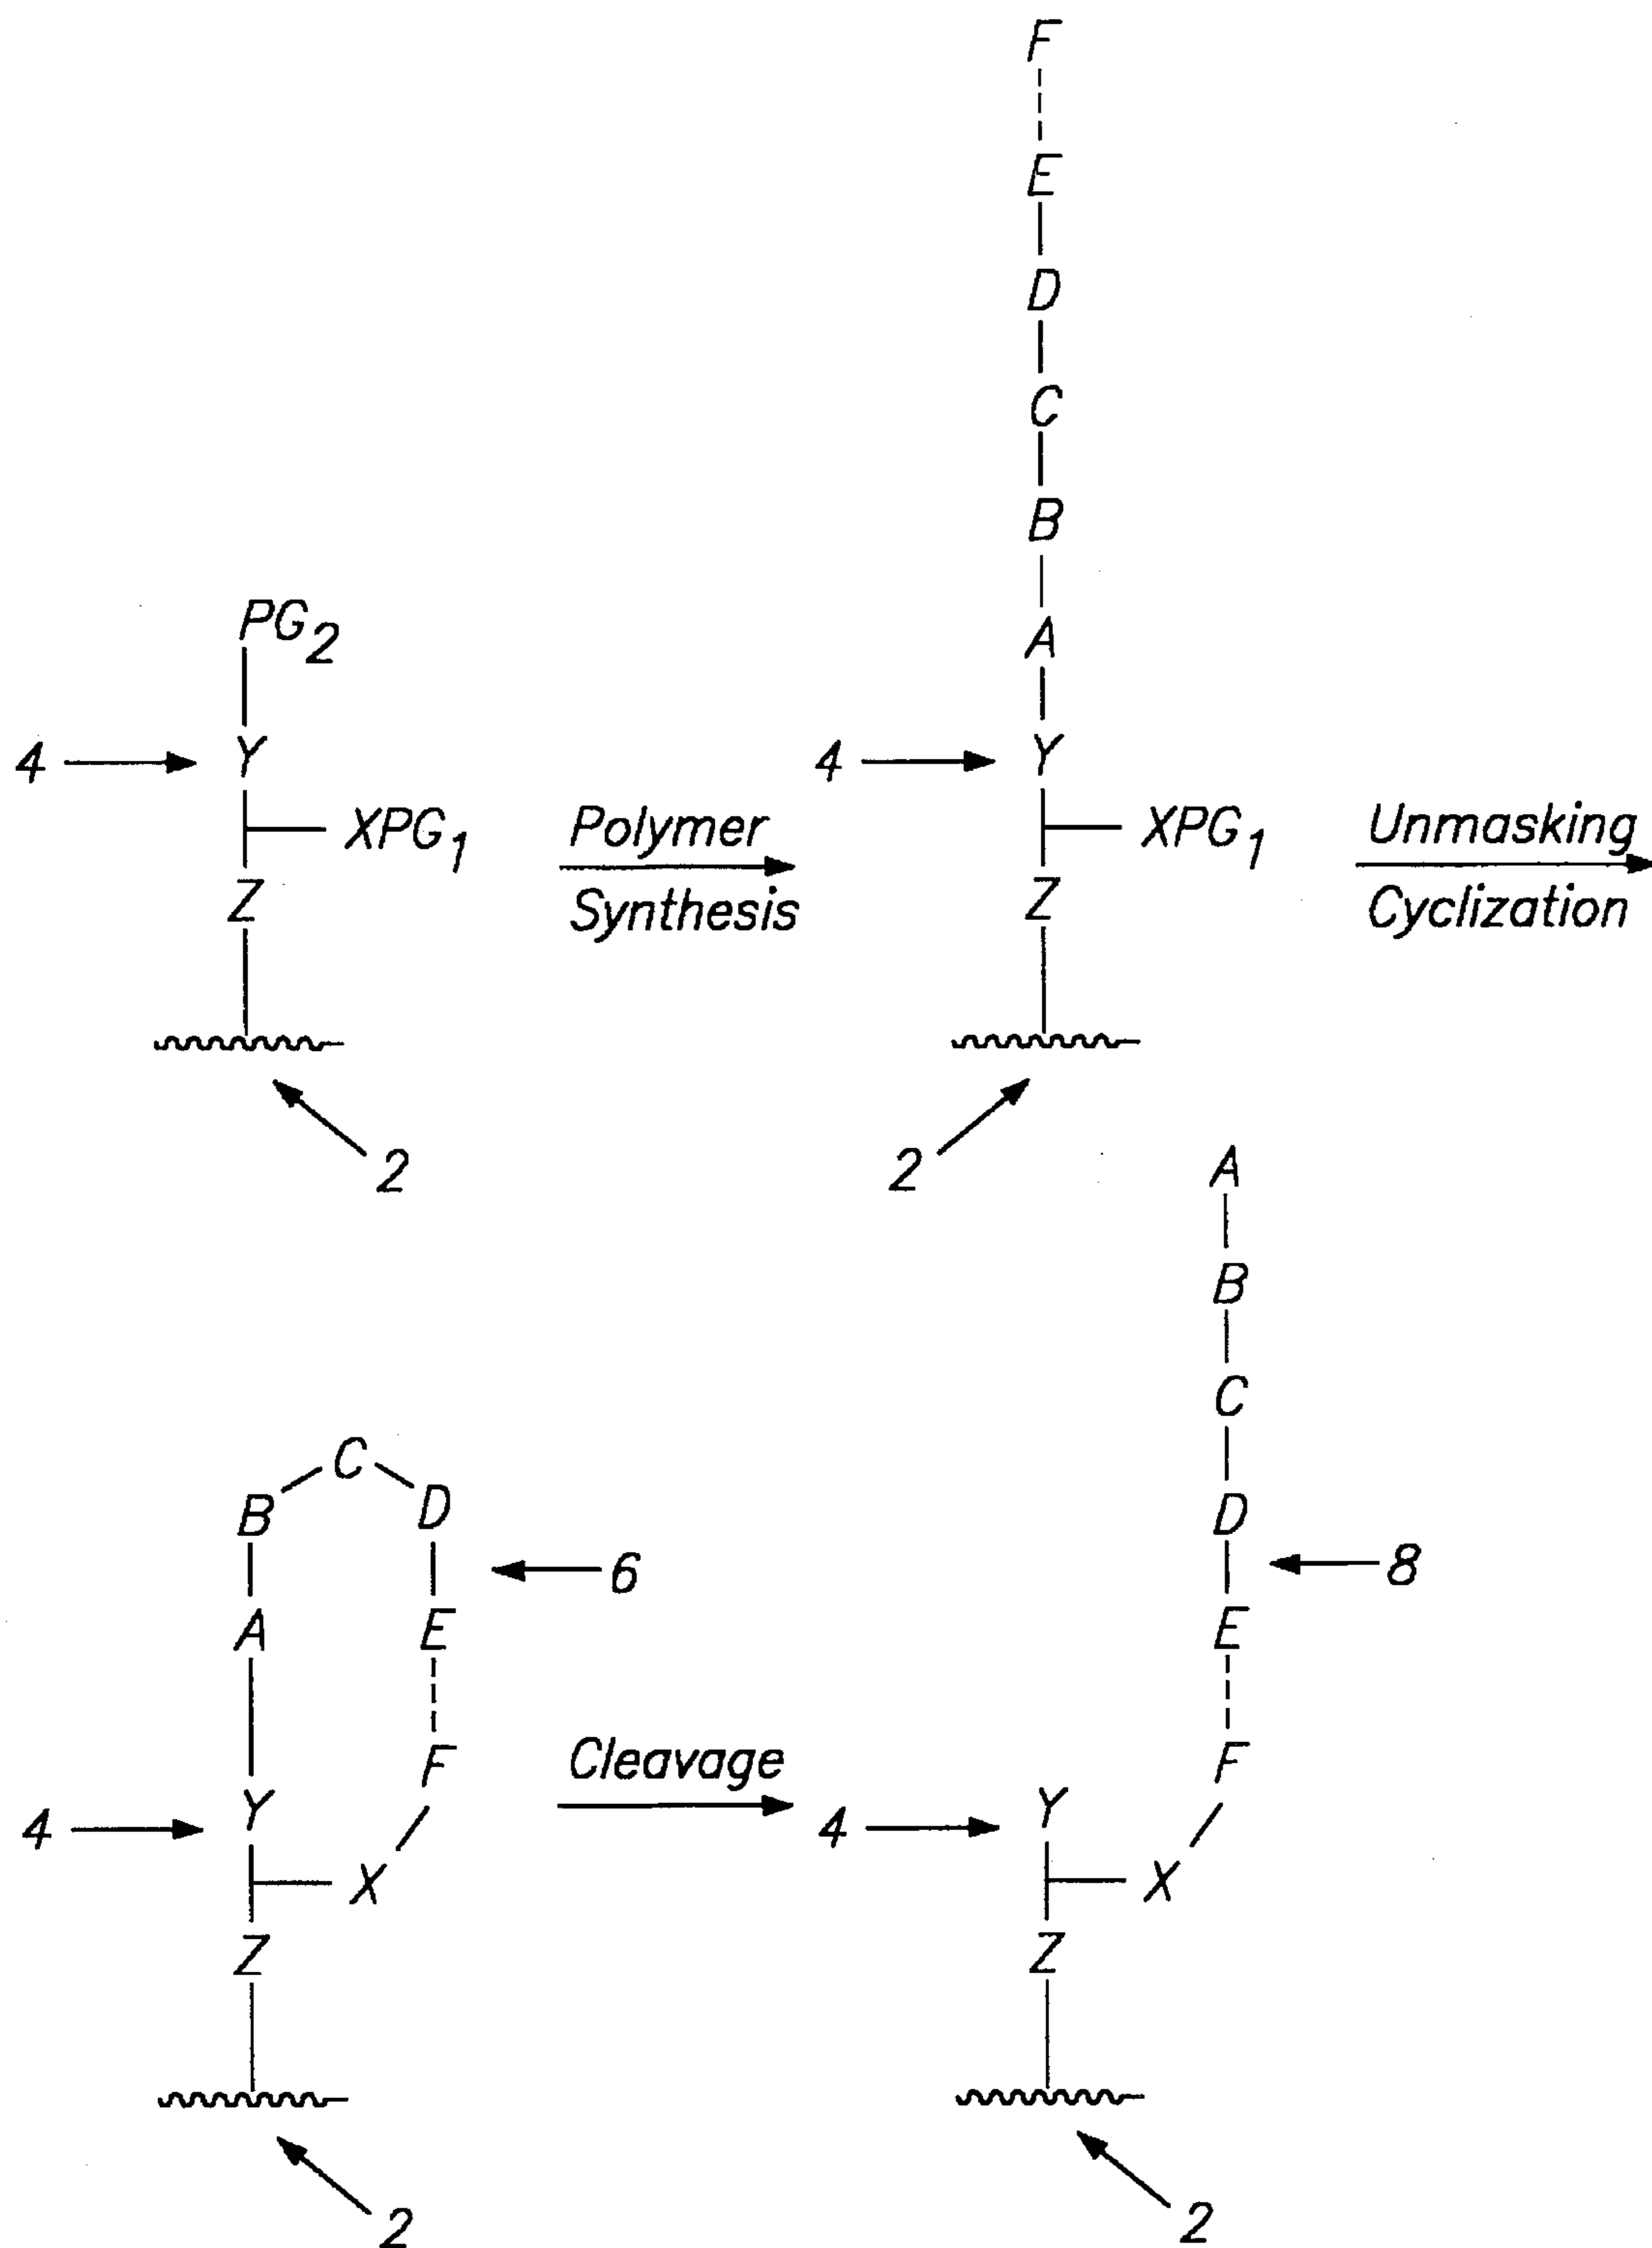 PG2
4
Y
XPG1
Z
2
Polymer
Synthesis
F
E
D
C
B
A
4
Y
XPG1
Z
2
Unmasking
Cyclization
C
B
D
6
A
E
F
4
Y
X
Z
2
Cleavage
A
B
C
D
8
E
F
4
Y
X
Z
2